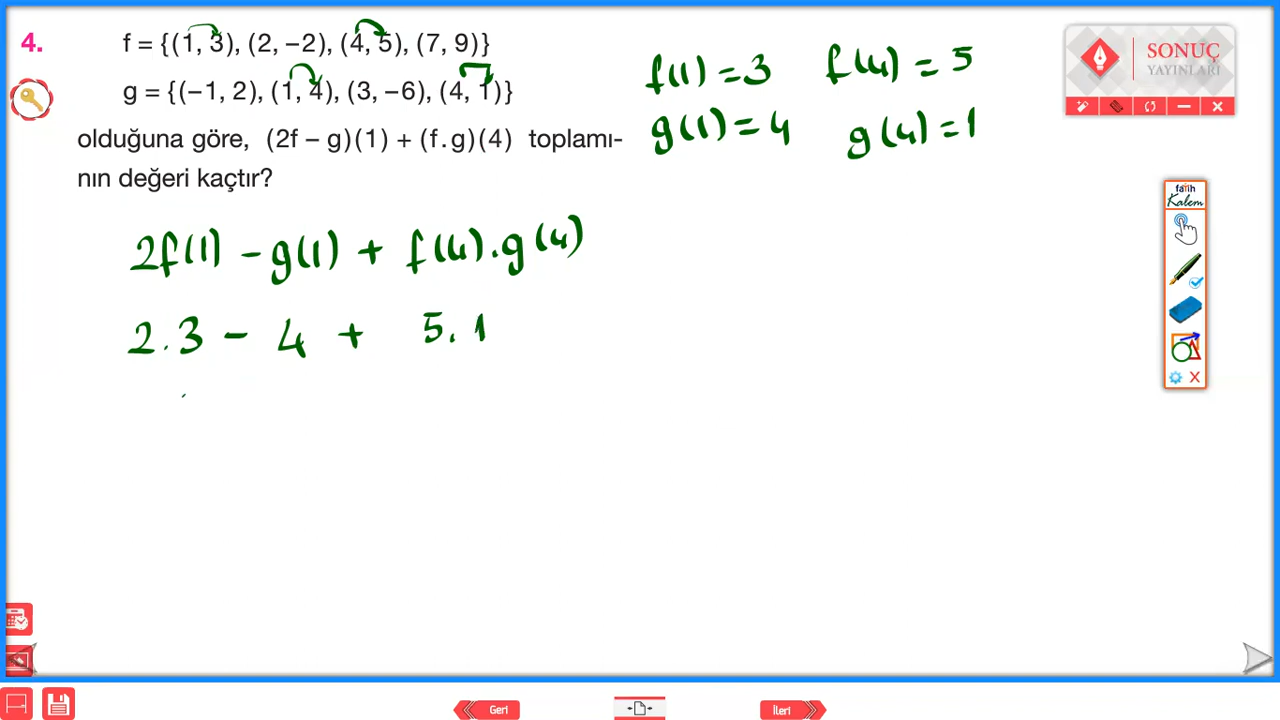 4. f = {(1, 3), (2, −2), (4, 5), (7, 9)}
g = {(−1, 2), (1, 4), (3, −6), (4, 1)}
olduğuna göre, (2f − g)(1) + (f.g)(4) toplamı-
nın değeri kaçtır?
f(1) = 3 f(4) = 5
g(1) = 4 g(4) = 1
2f(1) - g(1) + f(4).g(4)
2.3 - 4 + 5.1
SONUÇ
YAYINLARI
fatih
Kalem
Geri
İleri